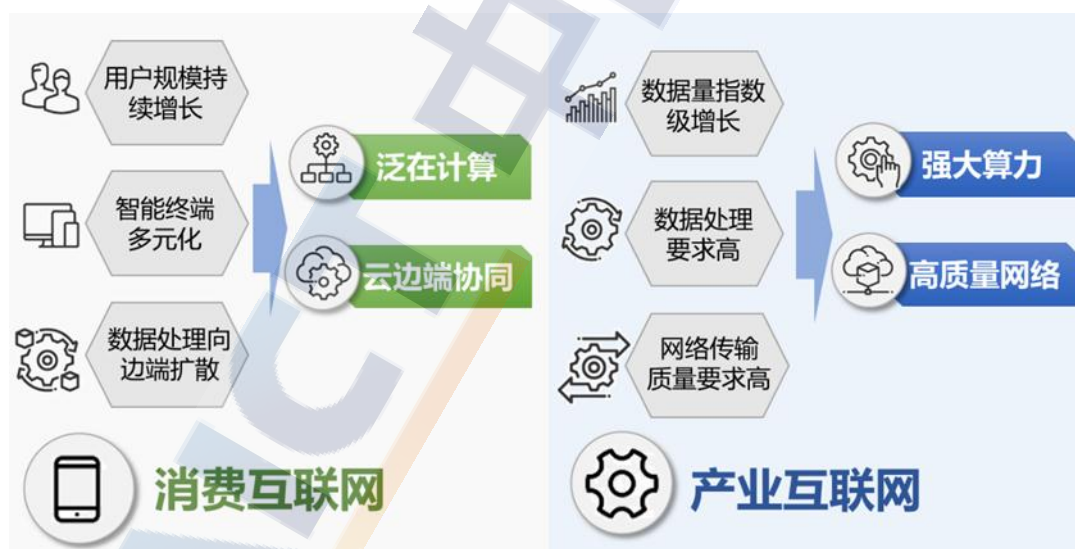 用户规模持
续增长
智能终端
多元化
数据处理向
边端扩散
泛在计算
云边端协同
消费互联网
数据量指数
级增长
数据处理
要求高
网络传输
质量要求高
强大算力
高质量网络
产业互联网